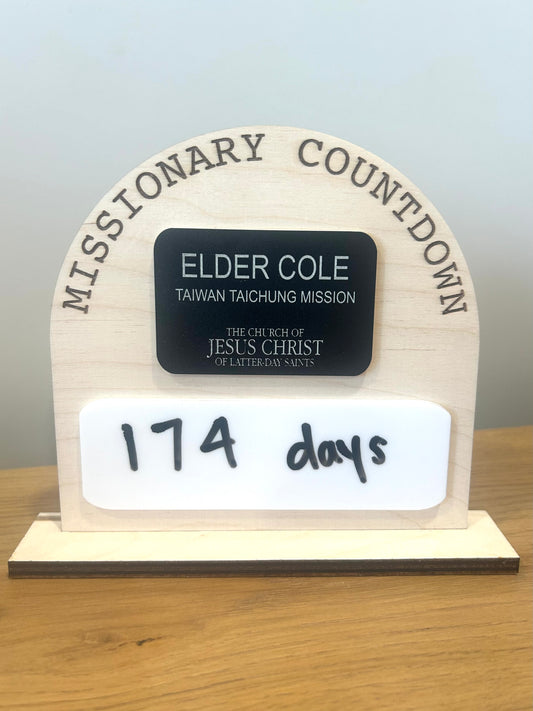 MISSIONARY COUNTDOWN
ELDER COLE
TAIWAN TAICHUNG MISSION
THE CHURCH OF
JESUS CHRIST
OF LATTER-DAY SAINTS
174 days